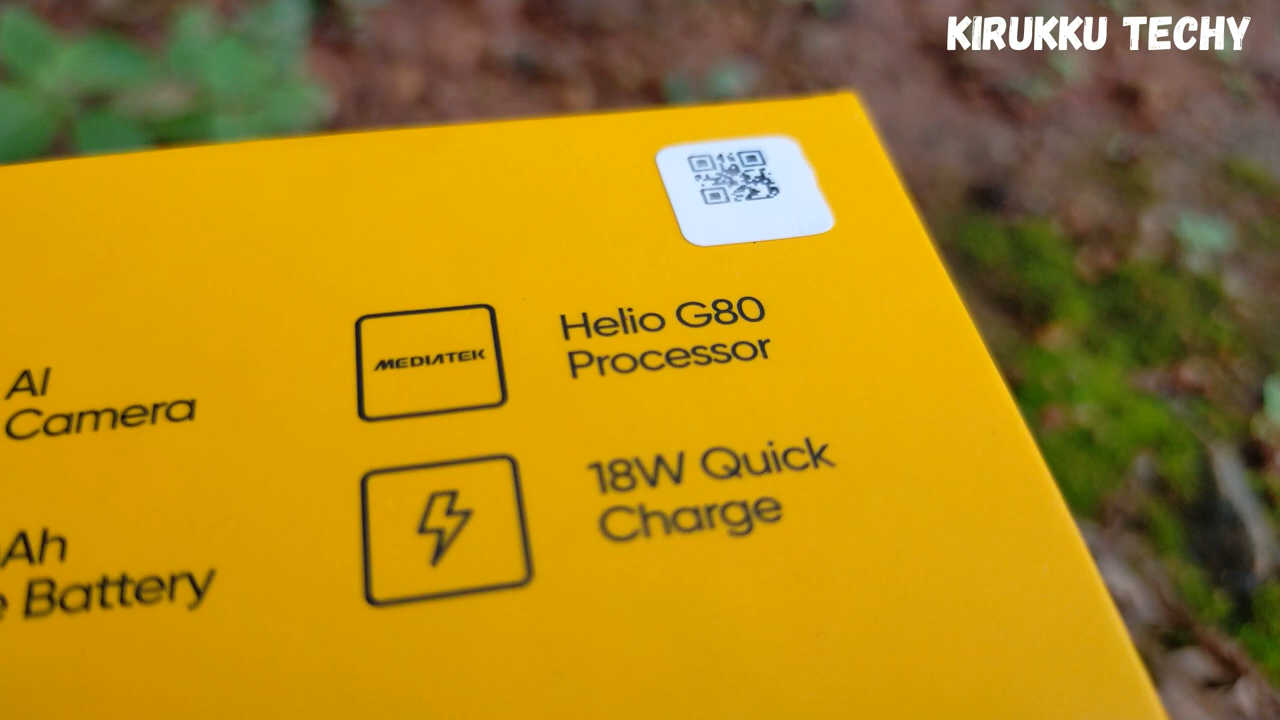 KIRUKKU TECHY
AI
Camera
MEDIATEK
Helio G80
Processor
Ah
Battery
18W Quick
Charge